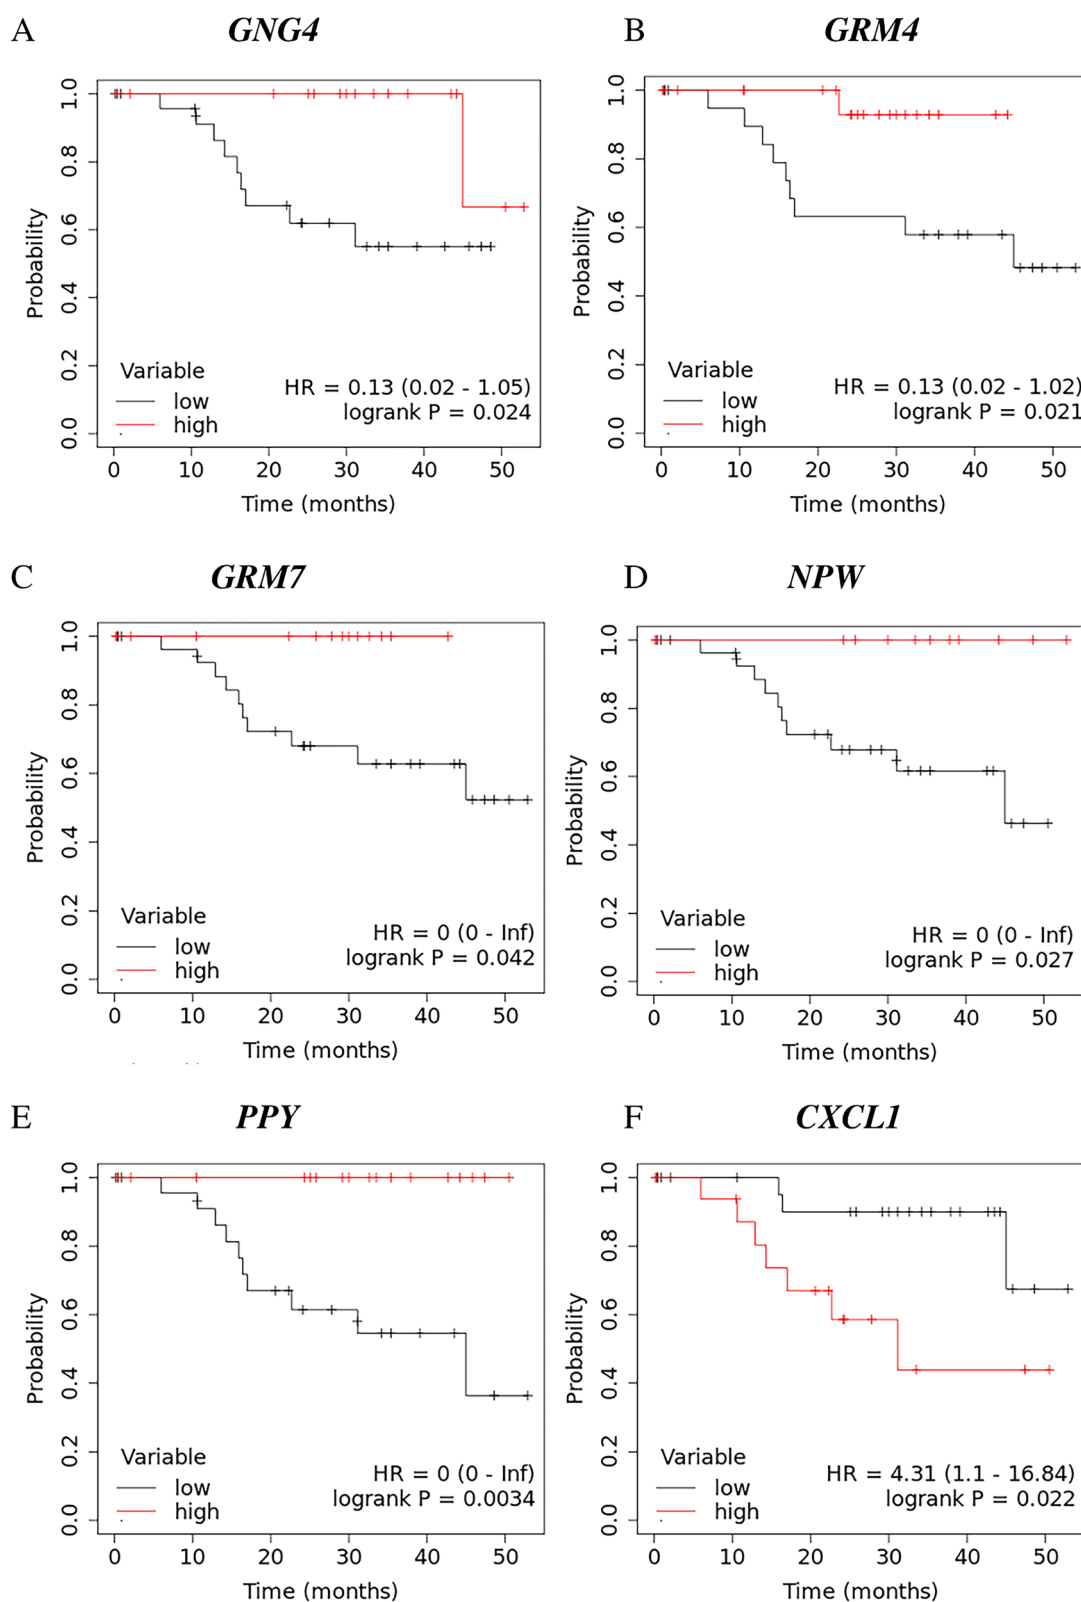 A
GNG4
Probability
0.0 0.2 0.4 0.6 0.8 1.0
Variable
low
high
HR = 0.13 (0.02 - 1.05)
logrank P = 0.024
0 10 20 30 40 50
Time (months)
B
GRM4
Probability
0.0 0.2 0.4 0.6 0.8 1.0
Variable
low
high
HR = 0.13 (0.02 - 1.02)
logrank P = 0.021
0 10 20 30 40 50
Time (months)
C
GRM7
Probability
0.0 0.2 0.4 0.6 0.8 1.0
Variable
low
high
HR = 0 (0 - Inf)
logrank P = 0.042
0 10 20 30 40 50
Time (months)
D
NPW
Probability
0.0 0.2 0.4 0.6 0.8 1.0
Variable
low
high
HR = 0 (0 - Inf)
logrank P = 0.027
0 10 20 30 40 50
Time (months)
E
PPY
Probability
0.0 0.2 0.4 0.6 0.8 1.0
Variable
low
high
HR = 0 (0 - Inf)
logrank P = 0.0034
0 10 20 30 40 50
Time (months)
F
CXCL1
Probability
0.0 0.2 0.4 0.6 0.8 1.0
Variable
low
high
HR = 4.31 (1.1 - 16.84)
logrank P = 0.022
0 10 20 30 40 50
Time (months)